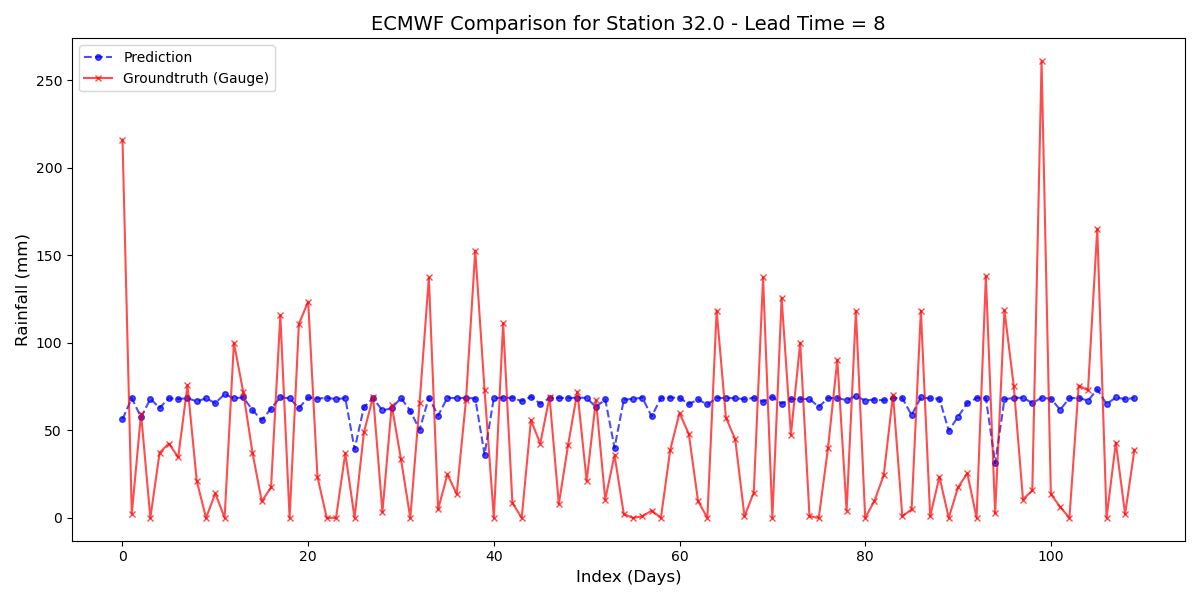 ECMWF Comparison for Station 32.0 - Lead Time = 8
Prediction
Groundtruth (Gauge)
Rainfall (mm)
250
200
150
100
50
0
0 20 40 60 80 100
Index (Days)